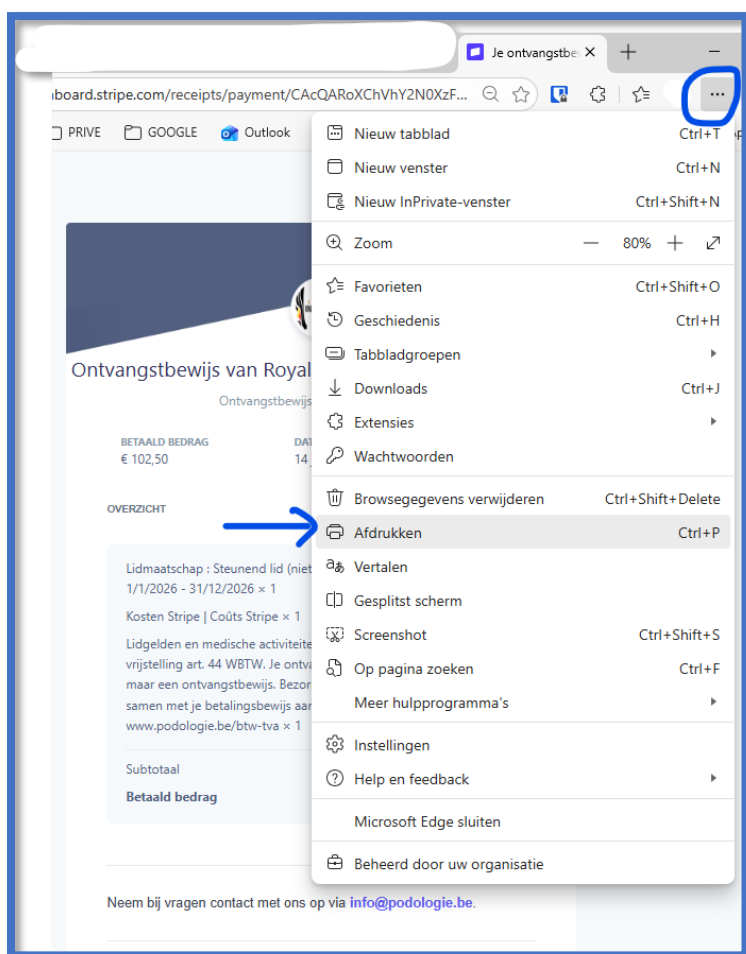 Je ontvangstbe
board.stripe.com/receipts/payment/CAcQARoXChVhY2N0XzF...
PRIVE GOOGLE Outlook
Nieuw tabblad Ctrl+T
Nieuw venster Ctrl+N
Nieuw InPrivate-venster Ctrl+Shift+N
Zoom 80%
Favorieten Ctrl+Shift+O
Geschiedenis Ctrl+H
Tabbladgroepen
Downloads Ctrl+J
Extensies
Wachtwoorden
Browsegegevens verwijderen Ctrl+Shift+Delete
Afdrukken Ctrl+P
Vertalen
Gesplitst scherm
Screenshot Ctrl+Shift+S
Op pagina zoeken Ctrl+F
Meer hulpprogramma's
Instellingen
Help en feedback
Microsoft Edge sluiten
Beheerd door uw organisatie
Ontvangstbewijs van Royal
Ontvangstbewijs
BETAALD BEDRAG DAT
€ 102,50 14
OVERZICHT
Lidmaatschap : Steunend lid (niet
1/1/2026 - 31/12/2026 × 1
Kosten Stripe | Coûts Stripe × 1
Lidgelden en medische activiteite
vrijstelling art. 44 WBTW. Je ontva
maar een ontvangstbewijs. Bezor
samen met je betalingsbewijs aan
www.podologie.be/btw-tva × 1
Subtotaal
Betaald bedrag
Neem bij vragen contact met ons op via info@podologie.be.